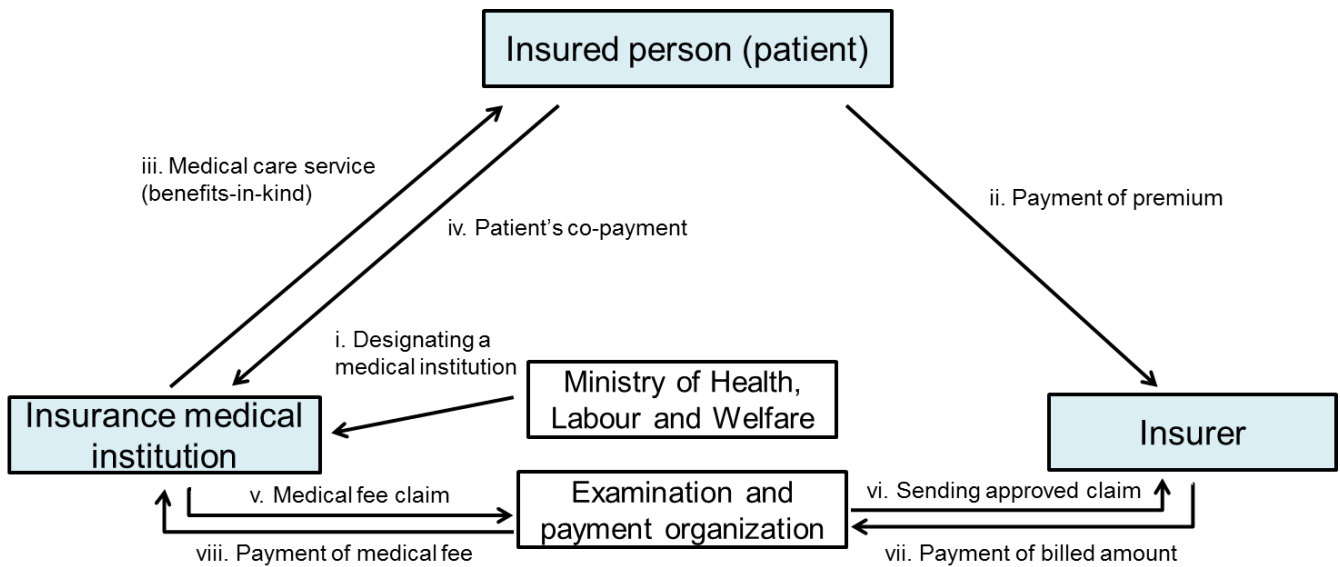 Insured person (patient)
iii. Medical care service
(benefits-in-kind)
ii. Payment of premium
iv. Patient’s co-payment
i. Designating a
medical institution
Ministry of Health,
Labour and Welfare
Insurance medical
institution
Insurer
v. Medical fee claim
Examination and
payment organization
vi. Sending approved claim
viii. Payment of medical fee
vii. Payment of billed amount